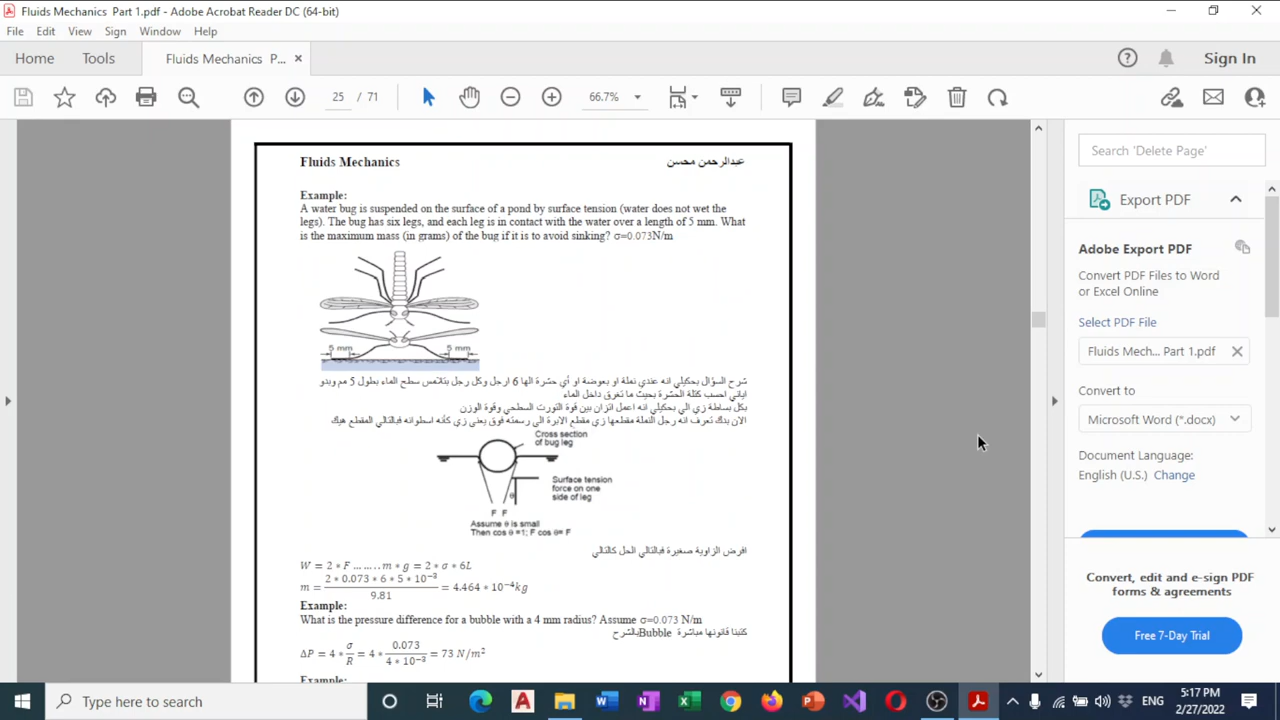 Fluids Mechanics Part 1.pdf - Adobe Acrobat Reader DC (64-bit)
File Edit View Sign Window Help
Home Tools Fluids Mechanics P... × Sign In
25 / 71 66.7%
Fluids Mechanics عبدالرحمن محسن
Example:
A water bug is suspended on the surface of a pond by surface tension (water does not wet the
legs). The bug has six legs, and each leg is in contact with the water over a length of 5 mm. What
is the maximum mass (in grams) of the bug if it is to avoid sinking? σ=0.073N/m
5 mm 5 mm
شرح السؤال بحكيلي انه عندي نملة او بعوضة او أي حشرة الها 6 ارجل وكل رجل بتلامس سطح الماء بطول 5 مم وبدو
اياني احسب كتلة الحشرة بحيث ما تغرق داخل الماء
بكل بساطة زي الي بحكيلي انه اعمل اتزان بين قوة التورت السطحي وقوة الوزن
الان بدك تعرف انه رجل النملة مقطعها زي مقطع الابرة الي رسمته فوق يعني زي كأنه اسطوانه فبالتالي المقطع هيك
Cross section
of bug leg
Surface tension
force on one
side of leg
θ
F F
Assume θ is small
Then cos θ =1; F cos θ= F
افرض الزاوية صغيرة فبالتالي الحل كالتالي
W = 2 * F ........m * g = 2 * σ * 6L
m = 2 * 0.073 * 6 * 5 * 10⁻³ / 9.81 = 4.464 * 10⁻⁴kg
Example:
What is the pressure difference for a bubble with a 4 mm radius? Assume σ=0.073 N/m
كتبنا قانونها مباشرة Bubble بالشرح
ΔP = 4 * σ / R = 4 * 0.073 / 4 * 10⁻³ = 73 N/m²
Example:
Search 'Delete Page'
Export PDF
Adobe Export PDF
Convert PDF Files to Word
or Excel Online
Select PDF File
Fluids Mech... Part 1.pdf ×
Convert to
Microsoft Word (*.docx)
Document Language:
English (U.S.) Change
Convert, edit and e-sign PDF
forms & agreements
Free 7-Day Trial
Type here to search
ENG
5:17 PM
2/27/2022